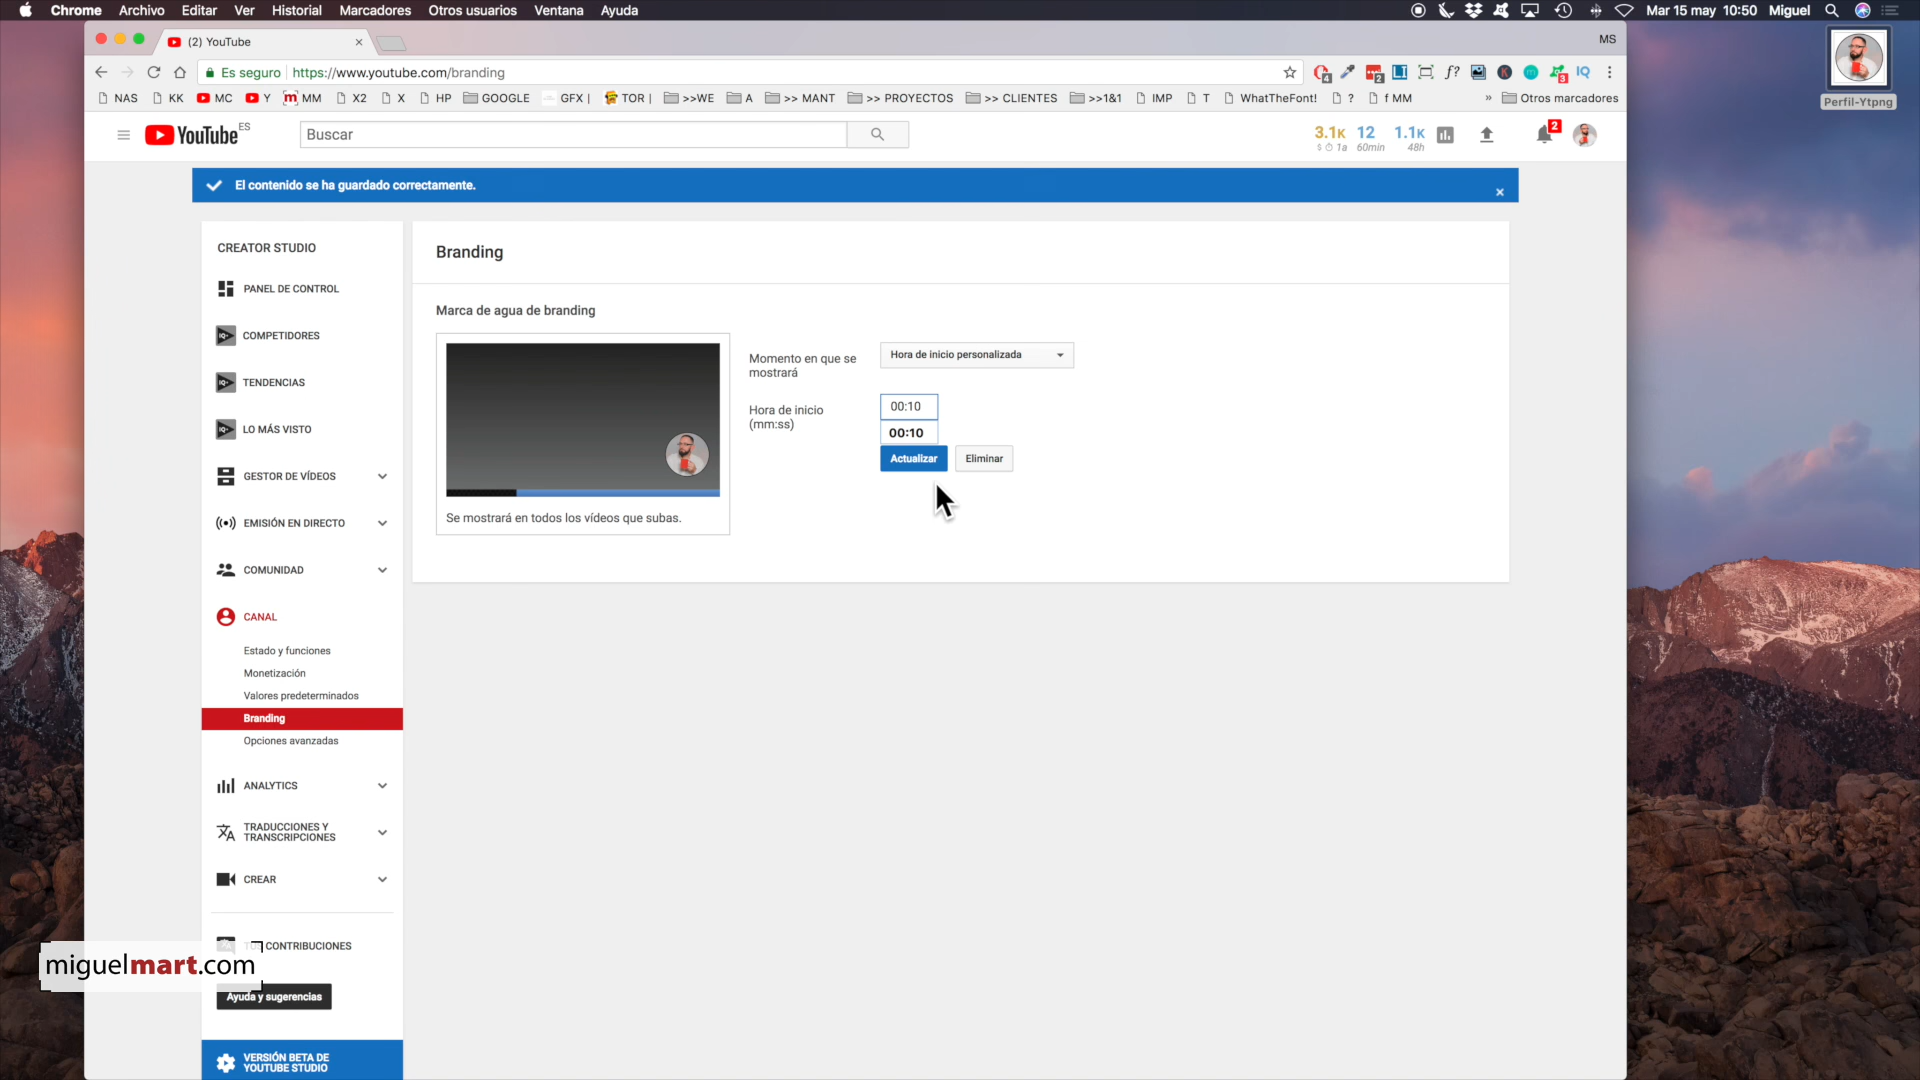 Chrome Archivo Editar Ver Historial Marcadores Otros usuarios Ventana Ayuda
Mar 15 may 10:50 Miguel
(2) YouTube
MS
Es seguro https://www.youtube.com/branding
4
2
LI
f?
K
m
3
IQ
NAS KK MC Y MM X2 X HP GOOGLE GFX | TOR | >>WE A >> MANT >> PROYECTOS >> CLIENTES >>1&1 IMP T WhatTheFont! ? f MM » Otros marcadores
Perfil-Ytpng
YouTube ES
Buscar
3.1K 12 1.1K
1a 60min 48h
2
El contenido se ha guardado correctamente.
CREATOR STUDIO
PANEL DE CONTROL
COMPETIDORES
TENDENCIAS
LO MÁS VISTO
GESTOR DE VÍDEOS
EMISIÓN EN DIRECTO
COMUNIDAD
CANAL
Estado y funciones
Monetización
Valores predeterminados
Branding
Opciones avanzadas
ANALYTICS
TRADUCCIONES Y
TRANSCRIPCIONES
CREAR
CONTRIBUCIONES
miguelmart.com
Ayuda y sugerencias
VERSIÓN BETA DE
YOUTUBE STUDIO
Branding
Marca de agua de branding
Se mostrará en todos los vídeos que subas.
Momento en que se
mostrará
Hora de inicio personalizada
Hora de inicio
(mm:ss)
00:10
00:10
Actualizar Eliminar